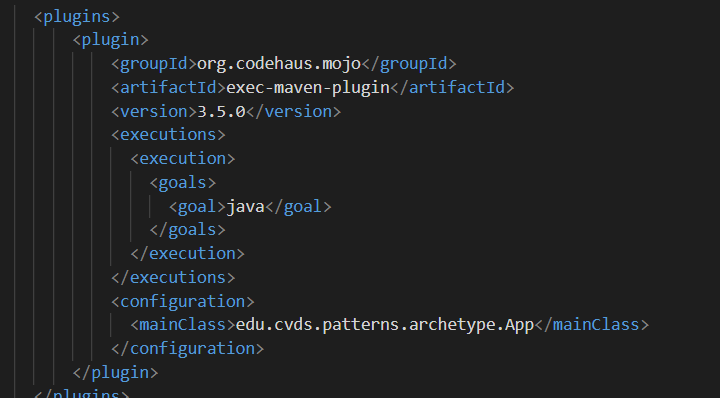 <plugins>
<plugin>
<groupId>org.codehaus.mojo</groupId>
<artifactId>exec-maven-plugin</artifactId>
<version>3.5.0</version>
<executions>
<execution>
<goals>
<goal>java</goal>
</goals>
</execution>
</executions>
<configuration>
<mainClass>edu.cvds.patterns.archetype.App</mainClass>
</configuration>
</plugin>
</plugins>